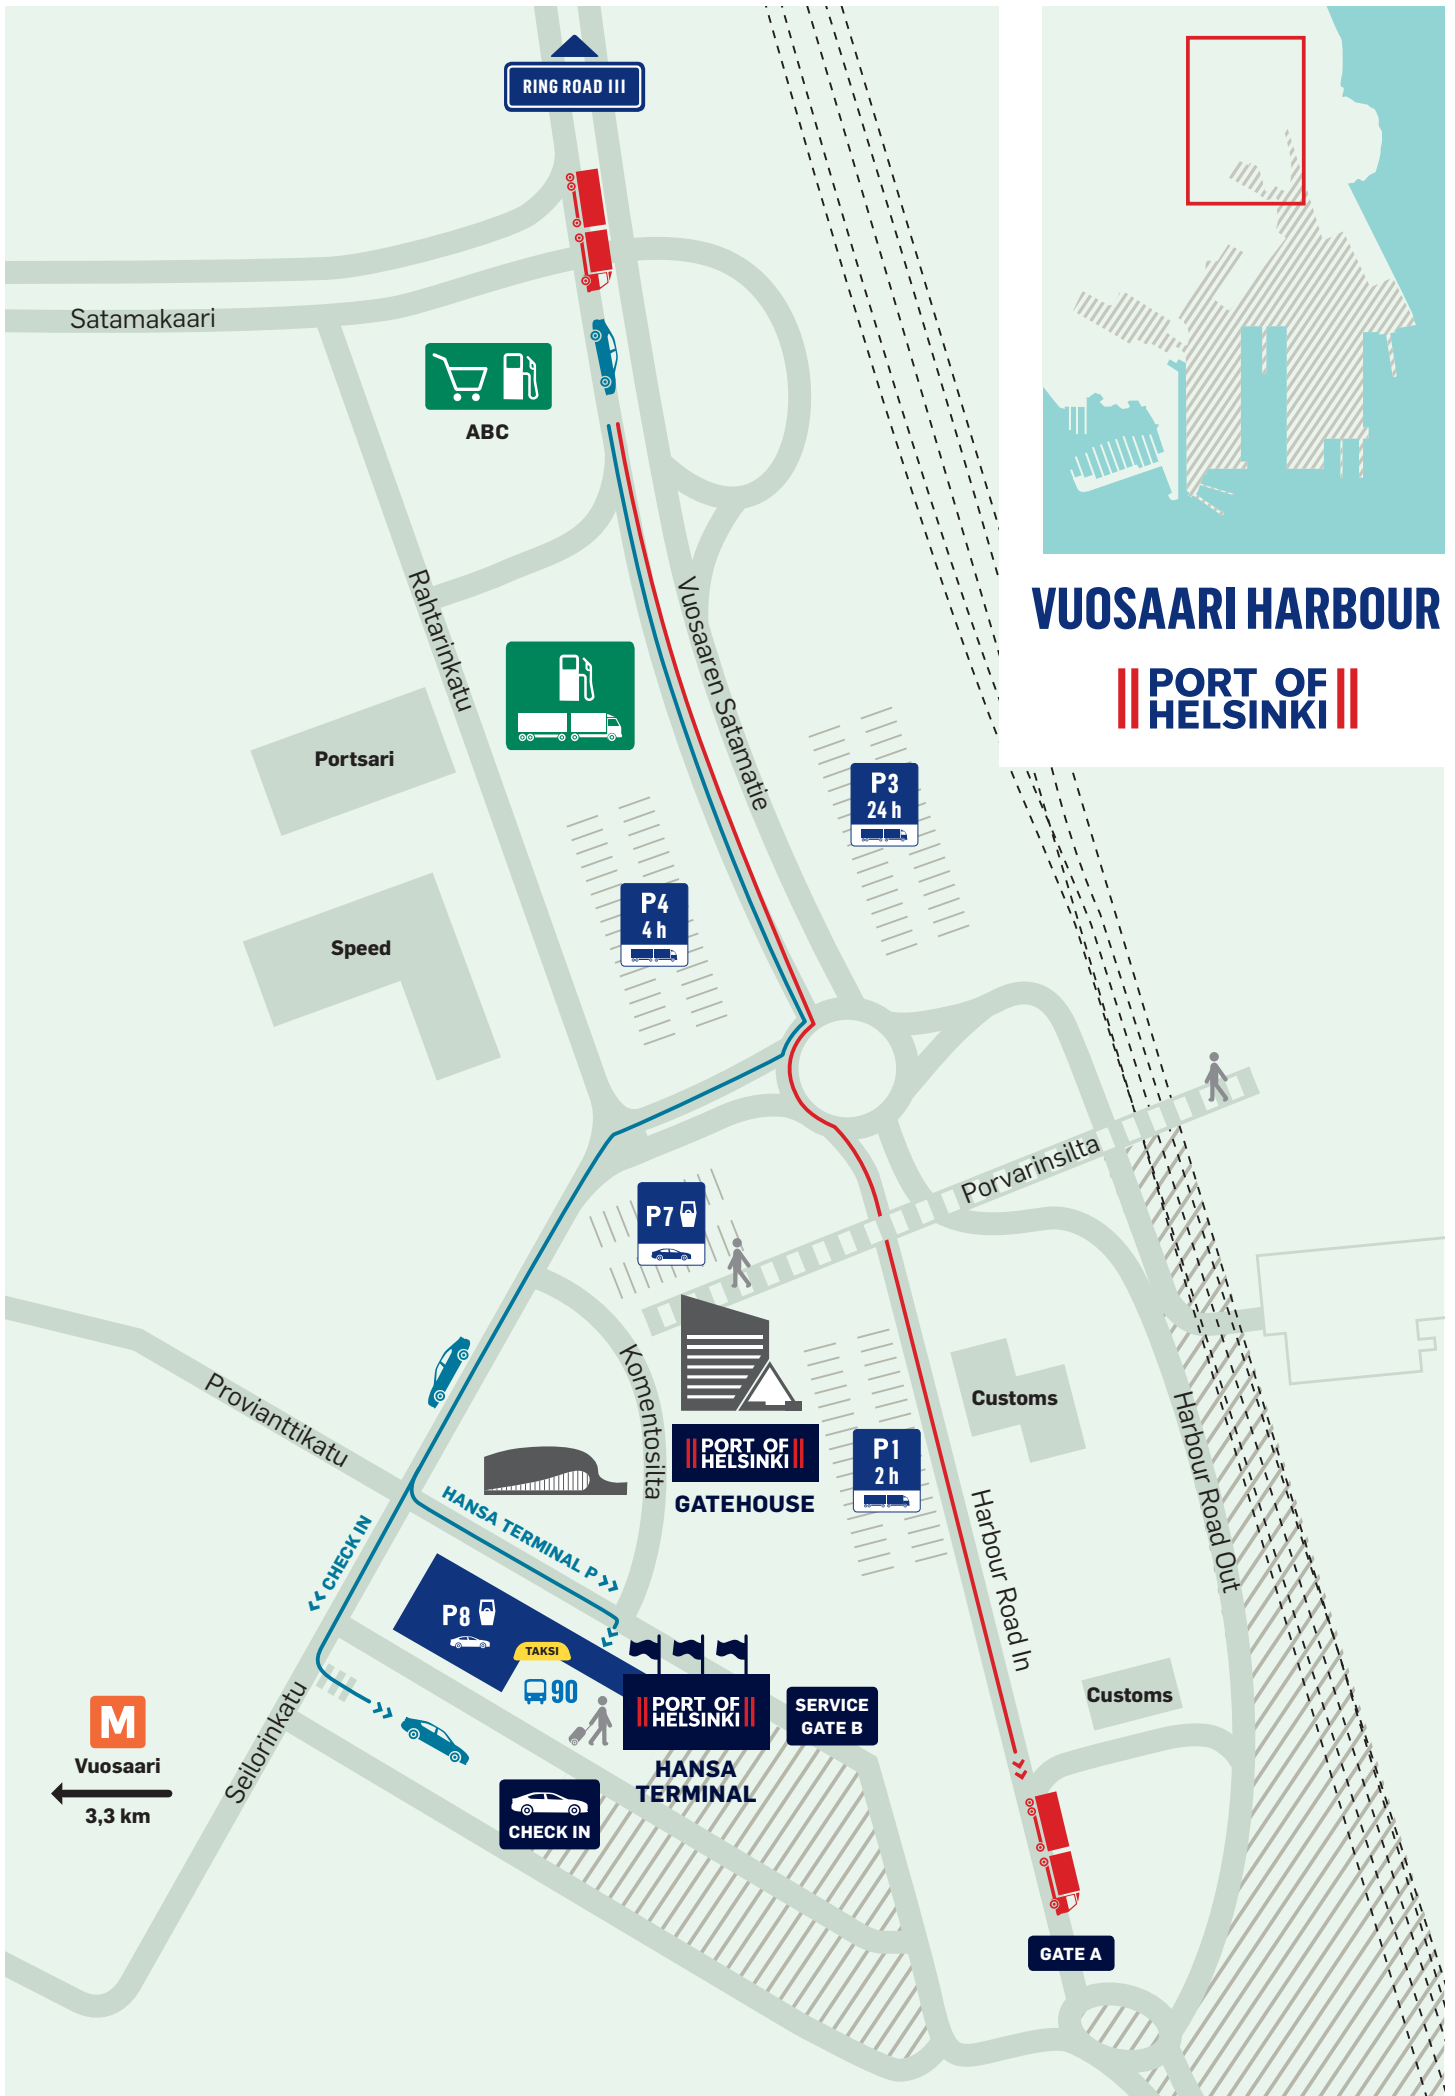 RING ROAD III
Satamakaari
ABC
VUOSAARI HARBOUR
PORT OF
HELSINKI
Rahtarinkatu
Vuosaaren Satamatie
Portsari
P3
24 h
P4
4 h
Speed
Porvarinsilta
P7
Komentosilta
Provianttikatu
Customs
PORT OF
HELSINKI
GATEHOUSE
P1
2 h
Harbour Road In
Harbour Road Out
HANSA TERMINAL P
CHECK IN
P8
TAKSI
90
PORT OF
HELSINKI
HANSA
TERMINAL
SERVICE
GATE B
Customs
M
Vuosaari
3,3 km
Seilorinkatu
CHECK IN
GATE A